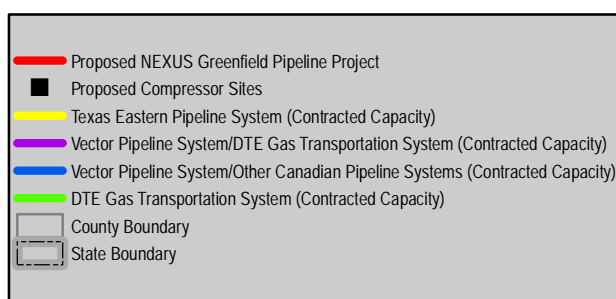 Proposed NEXUS Greenfield Pipeline Project
Proposed Compressor Sites
Texas Eastern Pipeline System (Contracted Capacity)
Vector Pipeline System/DTE Gas Transportation System (Contracted Capacity)
Vector Pipeline System/Other Canadian Pipeline Systems (Contracted Capacity)
DTE Gas Transportation System (Contracted Capacity)
County Boundary
State Boundary